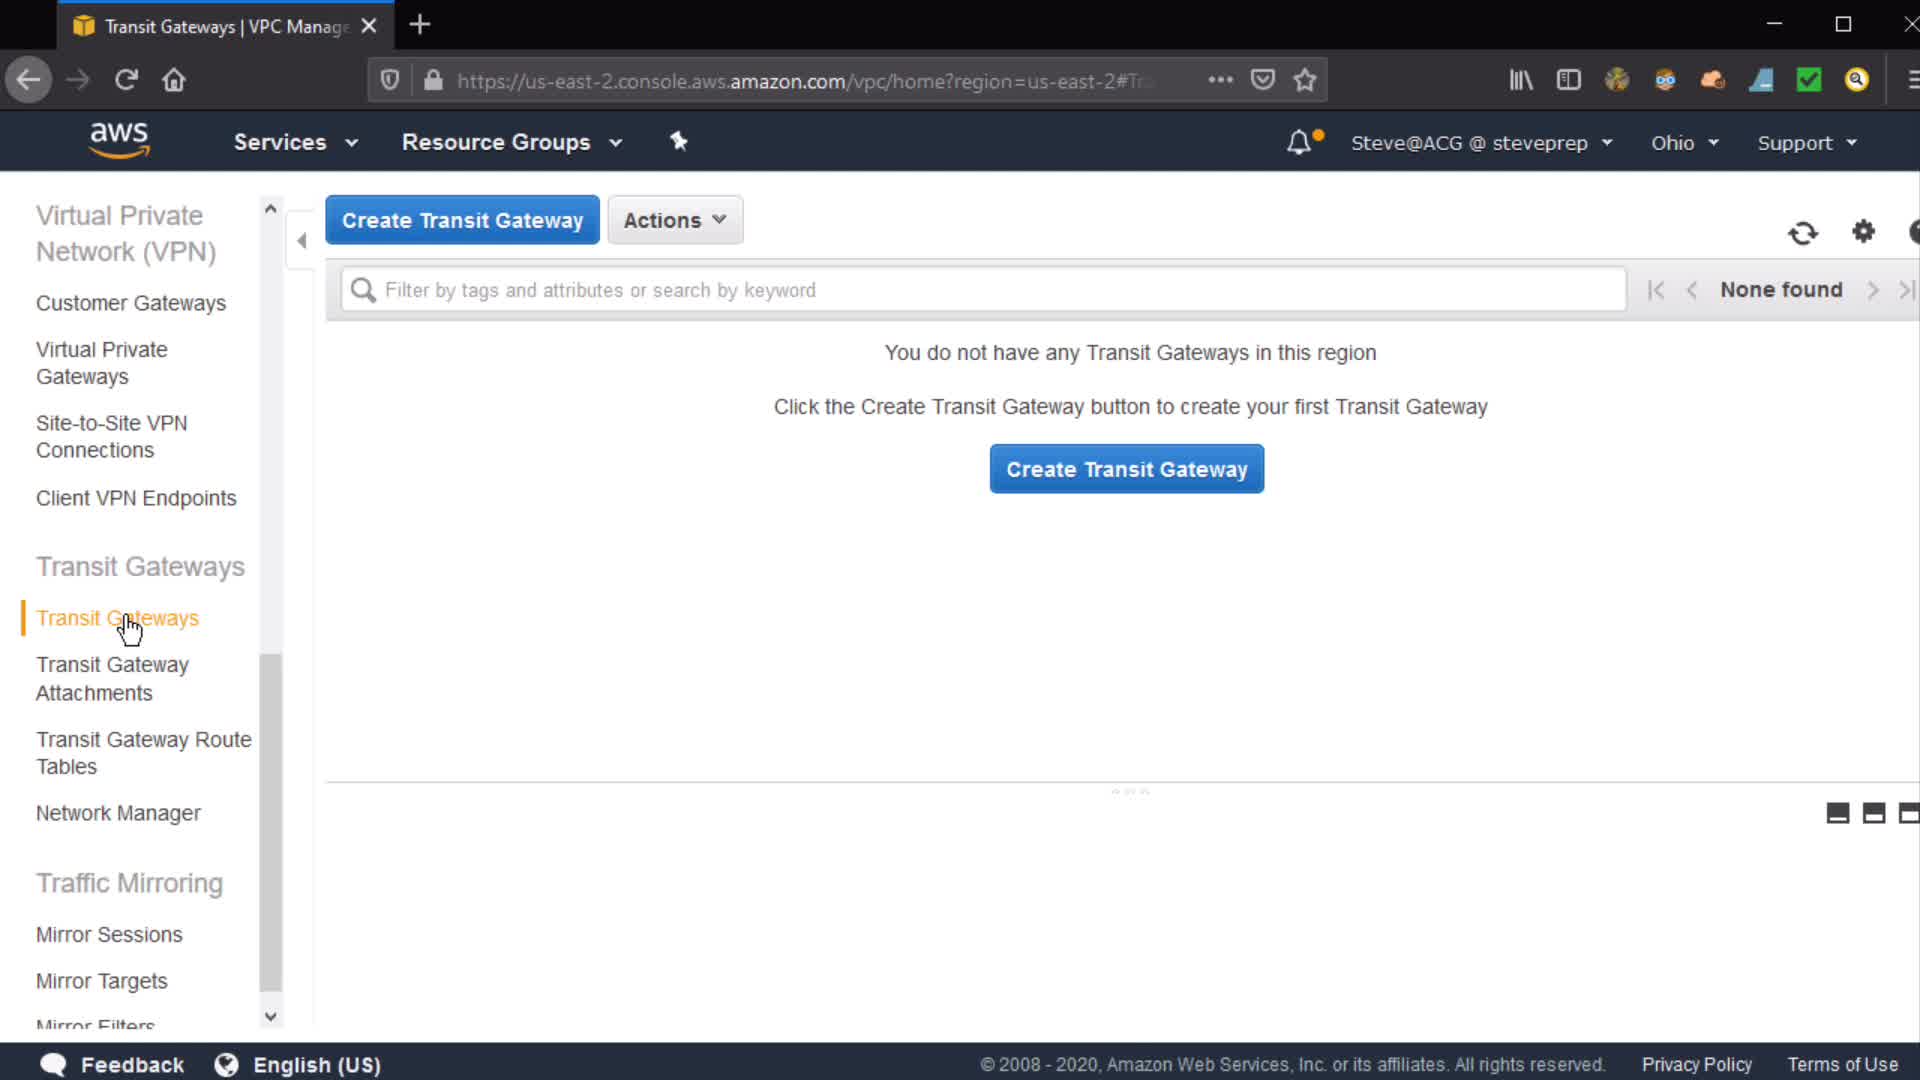 Transit Gateways | VPC Manage
https://us-east-2.console.aws.amazon.com/vpc/home?region=us-east-2#Tr
aws
Services
Resource Groups
Steve@ACG @ steveprep
Ohio
Support
Virtual Private
Network (VPN)
Customer Gateways
Virtual Private
Gateways
Site-to-Site VPN
Connections
Client VPN Endpoints
Transit Gateways
Transit Gateways
Transit Gateway
Attachments
Transit Gateway Route
Tables
Network Manager
Traffic Mirroring
Mirror Sessions
Mirror Targets
Mirror Filters
Create Transit Gateway
Actions
Filter by tags and attributes or search by keyword
None found
You do not have any Transit Gateways in this region
Click the Create Transit Gateway button to create your first Transit Gateway
Create Transit Gateway
Feedback
English (US)
© 2008 - 2020, Amazon Web Services, Inc. or its affiliates. All rights reserved.
Privacy Policy
Terms of Use